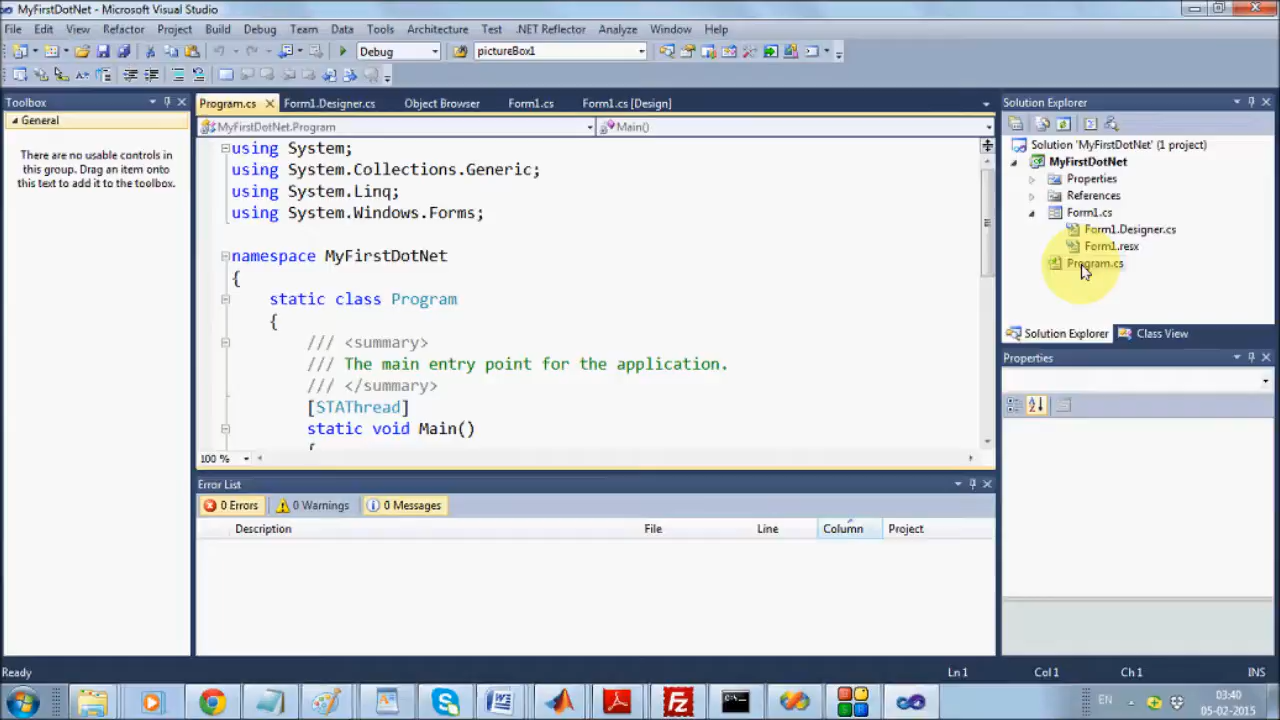 MyFirstDotNet - Microsoft Visual Studio
File Edit View Refactor Project Build Debug Team Data Tools Architecture Test .NET Reflector Analyze Window Help
Debug pictureBox1
Toolbox
General
There are no usable controls in
this group. Drag an item onto
this text to add it to the toolbox.
Program.cs Form1.Designer.cs Object Browser Form1.cs Form1.cs [Design]
MyFirstDotNet.Program Main()
using System;
using System.Collections.Generic;
using System.Linq;
using System.Windows.Forms;
namespace MyFirstDotNet
{
static class Program
{
/// <summary>
/// The main entry point for the application.
/// </summary>
[STAThread]
static void Main()
{
100 %
Error List
0 Errors 0 Warnings 0 Messages
Description File Line Column Project
Solution Explorer
Solution 'MyFirstDotNet' (1 project)
MyFirstDotNet
Properties
References
Form1.cs
Form1.Designer.cs
Form1.resx
Program.cs
Solution Explorer Class View
Properties
Ready Ln 1 Col 1 Ch 1 INS
EN 03:40
05-02-2015